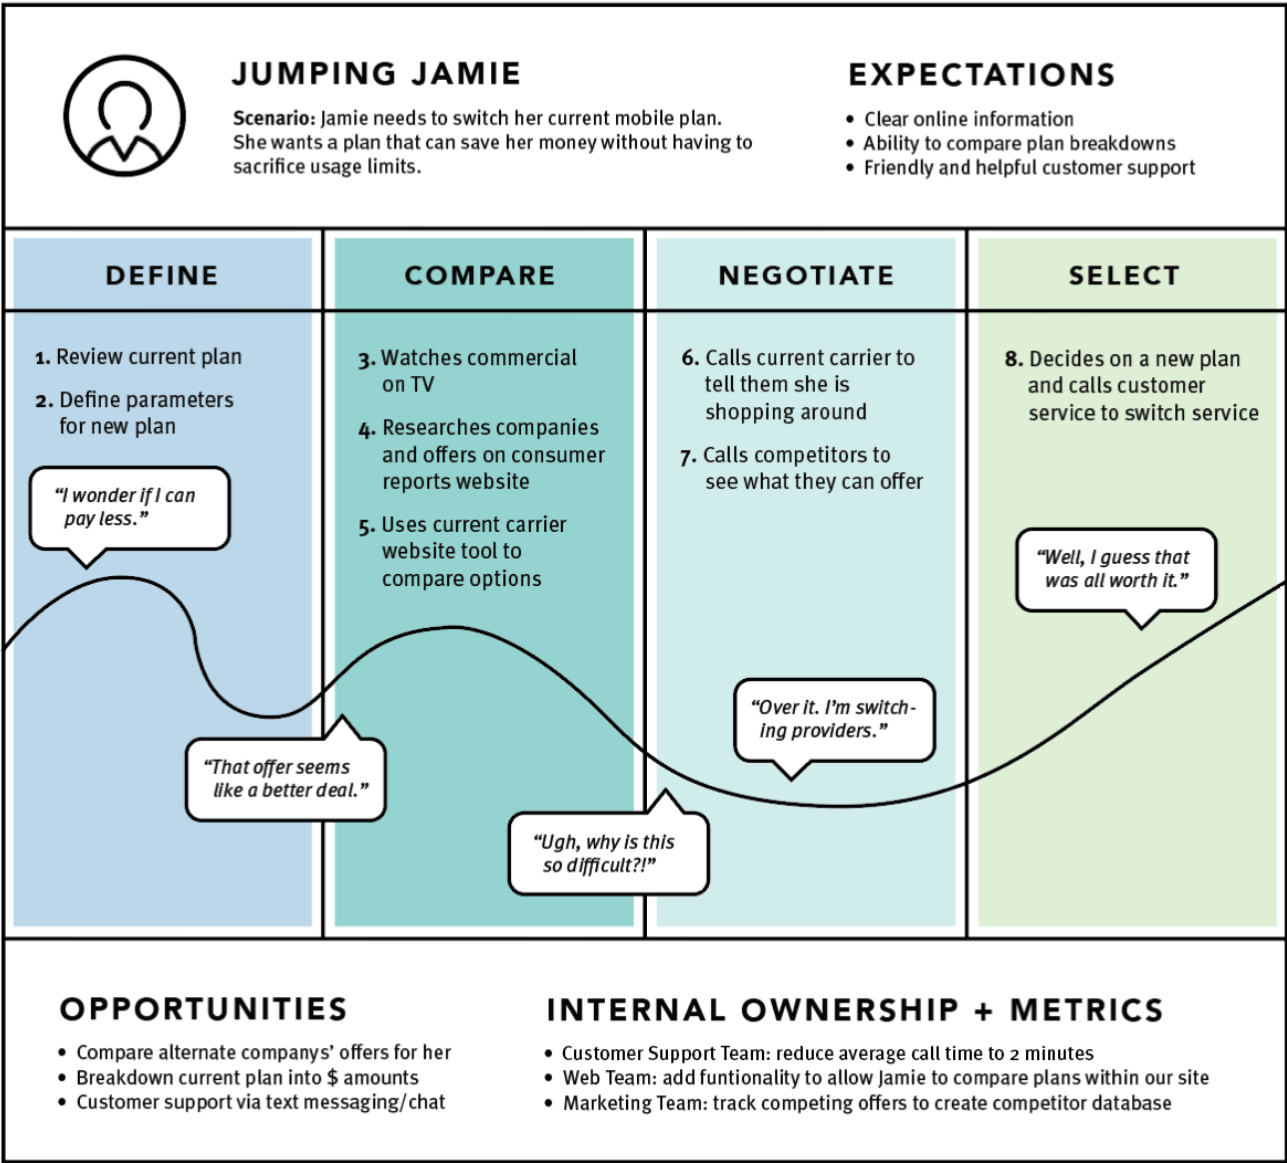 JUMPING JAMIE
Scenario: Jamie needs to switch her current mobile plan.
She wants a plan that can save her money without having to
sacrifice usage limits.
EXPECTATIONS
• Clear online information
• Ability to compare plan breakdowns
• Friendly and helpful customer support
DEFINE
1. Review current plan
2. Define parameters
for new plan
“I wonder if I can
pay less.”
“That offer seems
like a better deal.”
COMPARE
3. Watches commercial
on TV
4. Researches companies
and offers on consumer
reports website
5. Uses current carrier
website tool to
compare options
“Ugh, why is this
so difficult?!”
NEGOTIATE
6. Calls current carrier to
tell them she is
shopping around
7. Calls competitors to
see what they can offer
“Over it. I’m switch-
ing providers.”
SELECT
8. Decides on a new plan
and calls customer
service to switch service
“Well, I guess that
was all worth it.”
OPPORTUNITIES
• Compare alternate companys’ offers for her
• Breakdown current plan into $ amounts
• Customer support via text messaging/chat
INTERNAL OWNERSHIP + METRICS
• Customer Support Team: reduce average call time to 2 minutes
• Web Team: add funtionality to allow Jamie to compare plans within our site
• Marketing Team: track competing offers to create competitor database